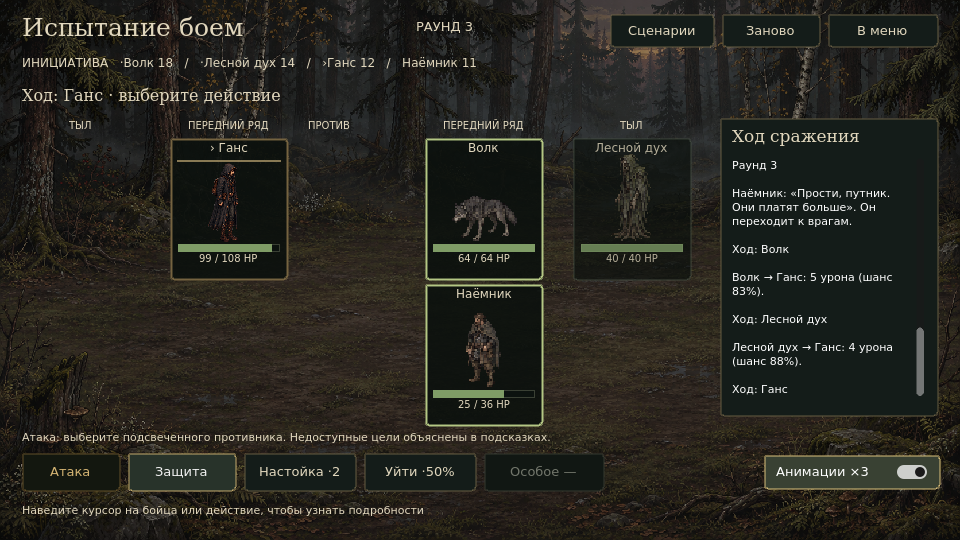 Испытание боем
РАУНД 3
Сценарии
Заново
В меню
ИНИЦИАТИВА ·Волк 18 / ·Лесной дух 14 / ›Ганс 12 / Наёмник 11
Ход: Ганс · выберите действие
ТЫЛ
ПЕРЕДНИЙ РЯД
ПРОТИВ
ПЕРЕДНИЙ РЯД
ТЫЛ
› Ганс
99 / 108 HP
Волк
64 / 64 HP
Лесной дух
40 / 40 HP
Наёмник
25 / 36 HP
Ход сражения
Раунд 3
Наёмник: «Прости, путник.
Они платят больше». Он
переходит к врагам.
Ход: Волк
Волк → Ганс: 5 урона (шанс
83%).
Ход: Лесной дух
Лесной дух → Ганс: 4 урона
(шанс 88%).
Ход: Ганс
Атака: выберите подсвеченного противника. Недоступные цели объяснены в подсказках.
Атака
Защита
Настойка ·2
Уйти ·50%
Особое —
Анимации ×3
Наведите курсор на бойца или действие, чтобы узнать подробности